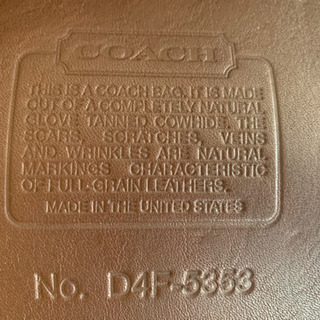 COACH
THIS IS A COACH BAG. IT IS MADE
OUT OF A COMPLETELY NATURAL
GLOVE TANNED COWHIDE, THE
SCARS, SCRATCHES, VEINS
AND WRINKLES ARE NATURAL
MARKINGS CHARACTERISTIC
OF FULL-GRAIN LEATHERS.
MADE IN THE UNITED STATES
No. D4F-5353